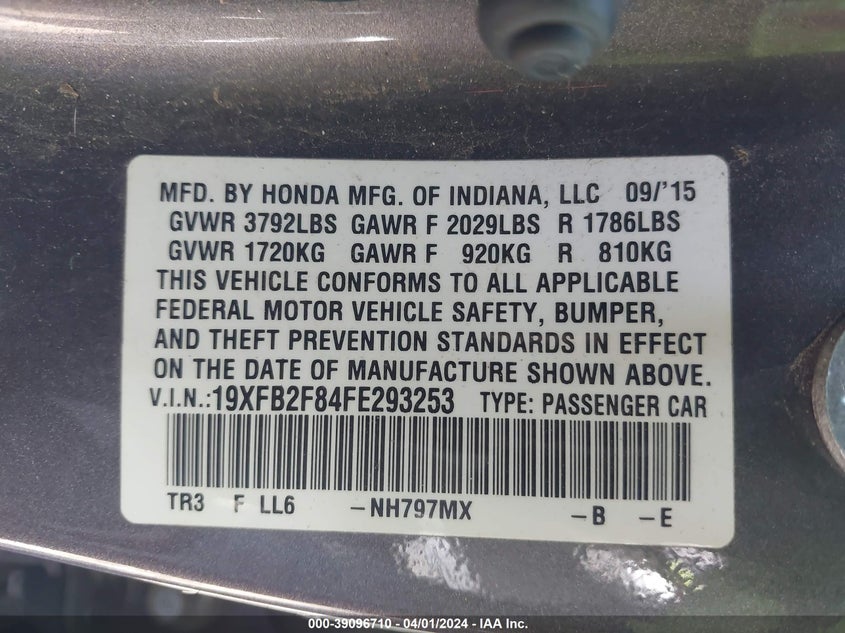 MFD. BY HONDA MFG. OF INDIANA, LLC 09/'15
GVWR 3792LBS GAWR F 2029LBS R 1786LBS
GVWR 1720KG GAWR F 920KG R 810KG
THIS VEHICLE CONFORMS TO ALL APPLICABLE
FEDERAL MOTOR VEHICLE SAFETY, BUMPER,
AND THEFT PREVENTION STANDARDS IN EFFECT
ON THE DATE OF MANUFACTURE SHOWN ABOVE.
V.I.N.:19XFB2F84FE293253 TYPE: PASSENGER CAR
TR3 F LL6 -NH797MX -B -E
000-39096710 - 04/01/2024 - IAA Inc.